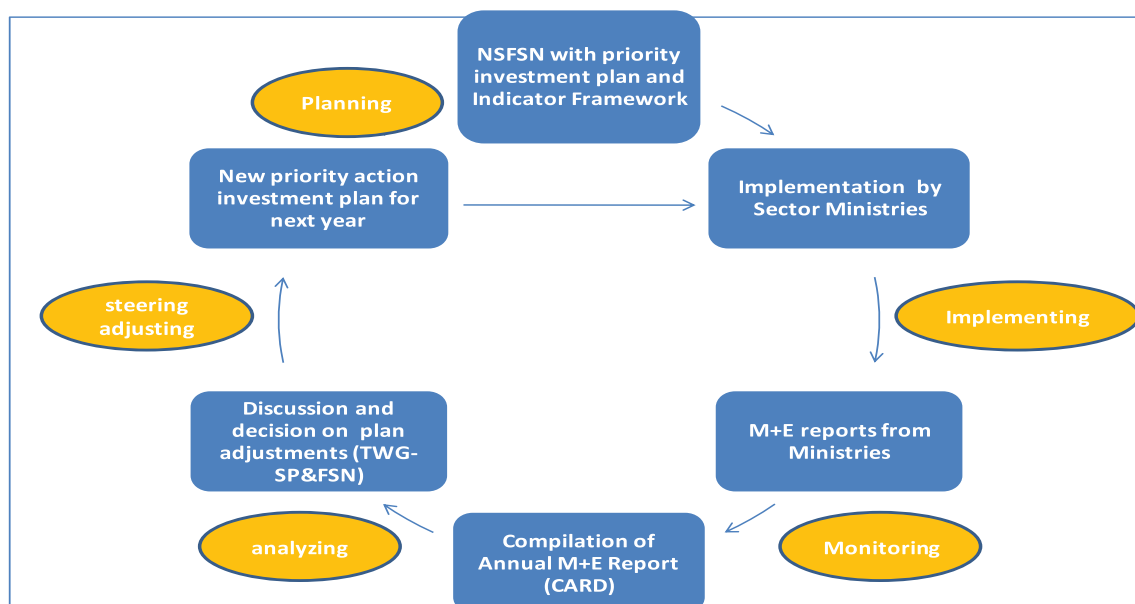 NSFSN with priority
investment plan and
Indicator Framework
Planning
New priority action
investment plan for
next year
Implementation by
Sector Ministries
steering
adjusting
Implementing
Discussion and
decision on plan
adjustments (TWG-
SP&FSN)
M+E reports from
Ministries
analyzing
Compilation of
Annual M+E Report
(CARD)
Monitoring